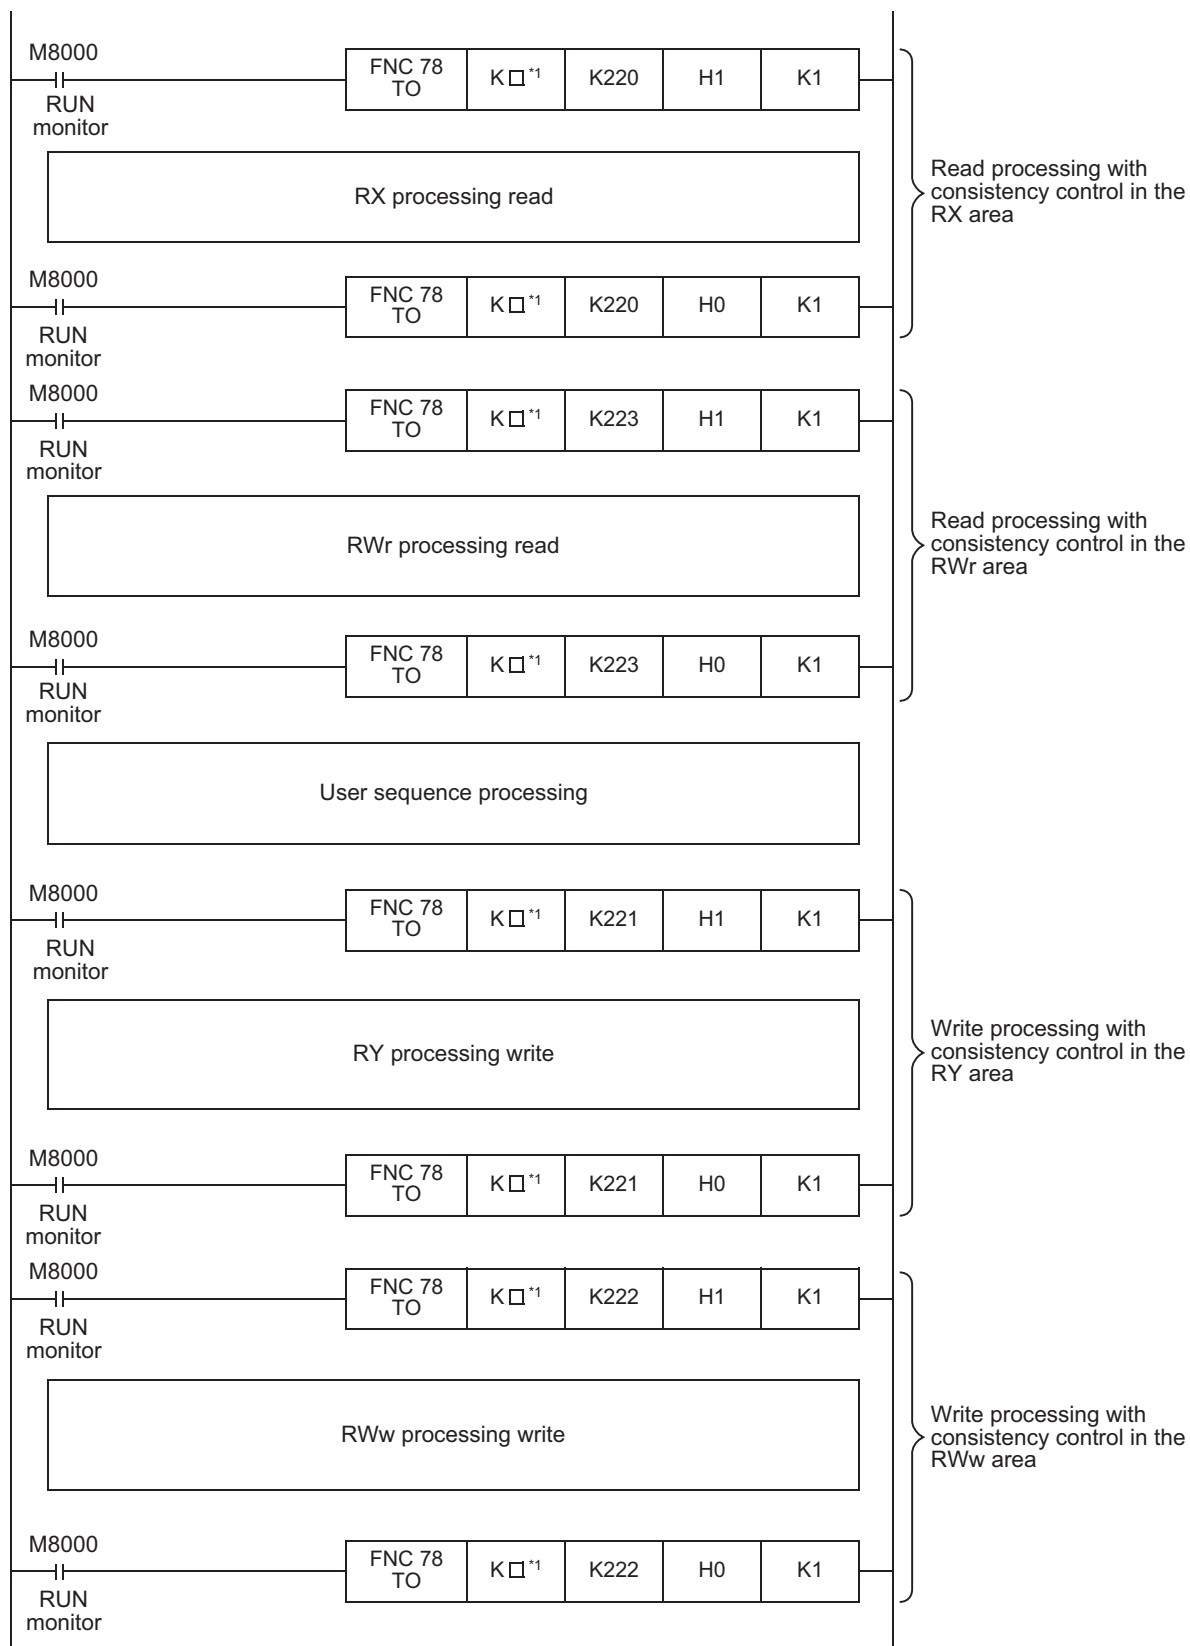 M8000
FNC 78
TO
K□*1
K220
H1
K1
RUN
monitor
RX processing read
Read processing with
consistency control in the
RX area
M8000
FNC 78
TO
K□*1
K220
H0
K1
RUN
monitor
M8000
FNC 78
TO
K□*1
K223
H1
K1
RUN
monitor
RWr processing read
Read processing with
consistency control in the
RWr area
M8000
FNC 78
TO
K□*1
K223
H0
K1
RUN
monitor
User sequence processing
M8000
FNC 78
TO
K□*1
K221
H1
K1
RUN
monitor
RY processing write
Write processing with
consistency control in the
RY area
M8000
FNC 78
TO
K□*1
K221
H0
K1
RUN
monitor
M8000
FNC 78
TO
K□*1
K222
H1
K1
RUN
monitor
RWw processing write
Write processing with
consistency control in the
RWw area
M8000
FNC 78
TO
K□*1
K222
H0
K1
RUN
monitor